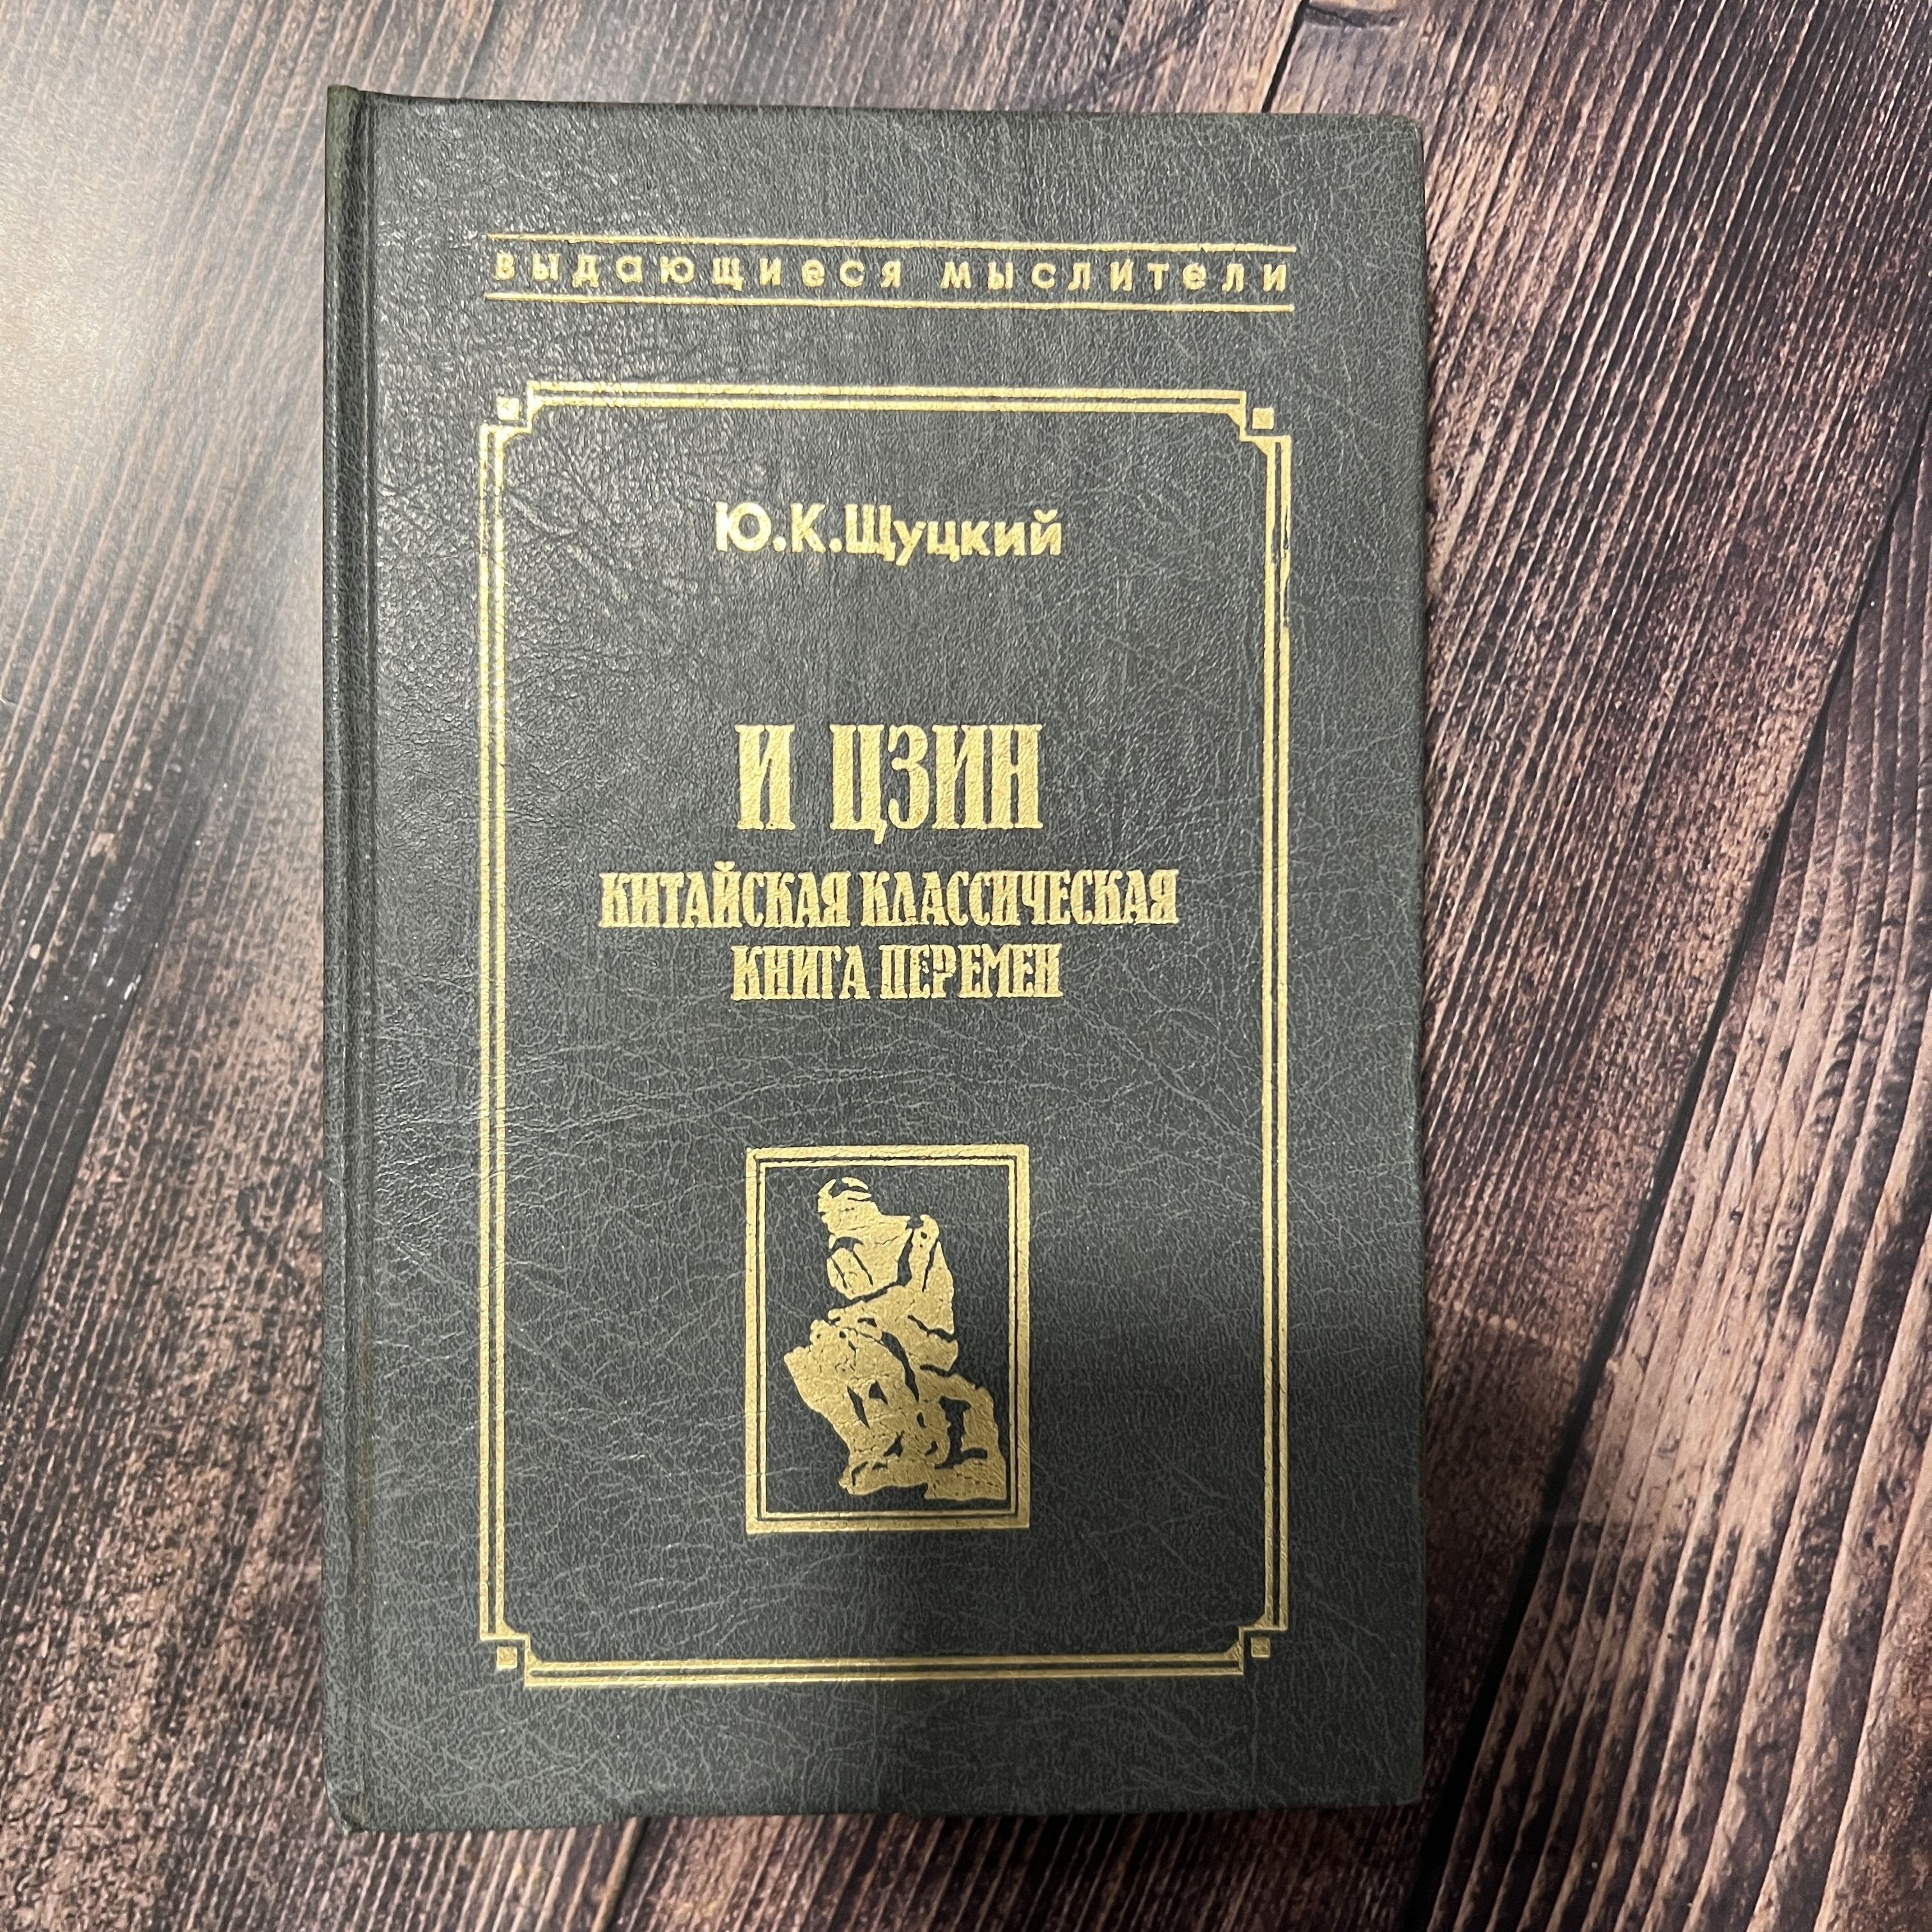 выдающиеся мыслители
Ю.К.Щуцкий
И ЦЗИН
КИТАЙСКАЯ КЛАССИЧЕСКАЯ
КНИГА ПЕРЕМЕН